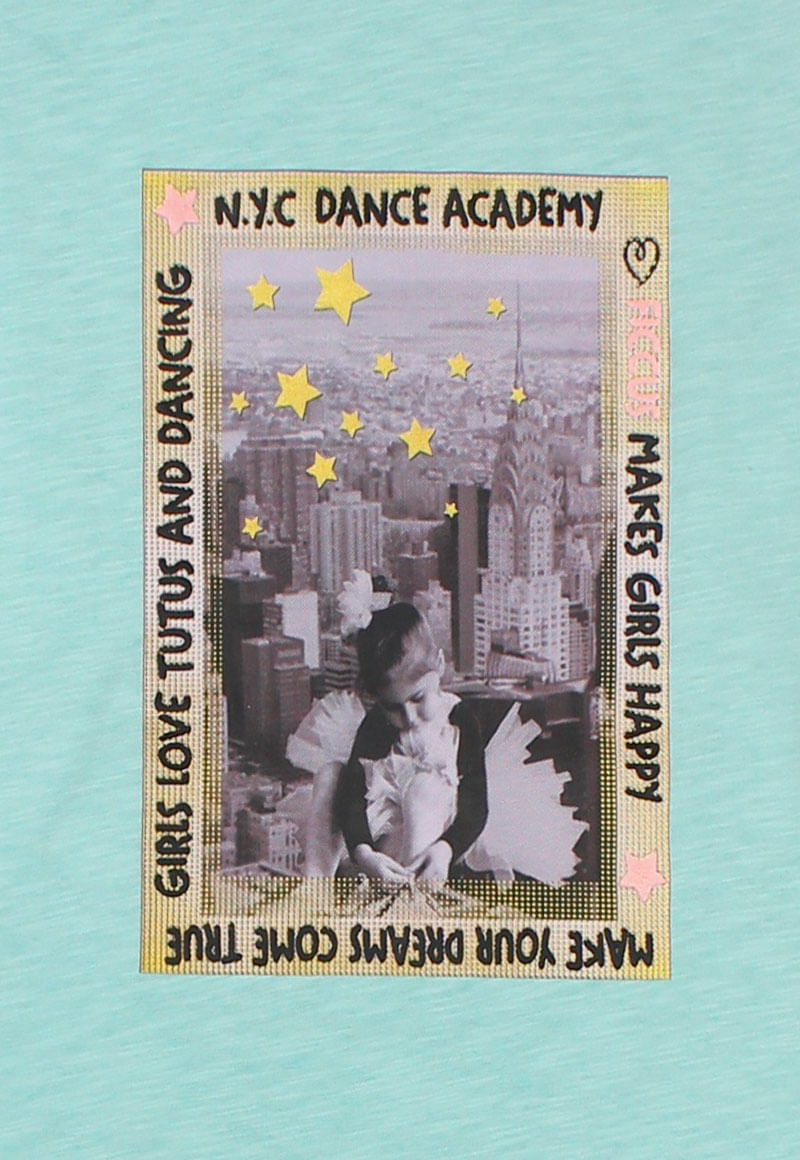 N.Y.C DANCE ACADEMY
FICCUS MAKES GIRLS HAPPY
MAKE YOUR DREAMS COME TRUE
GIRLS LOVE TUTUS AND DANCING